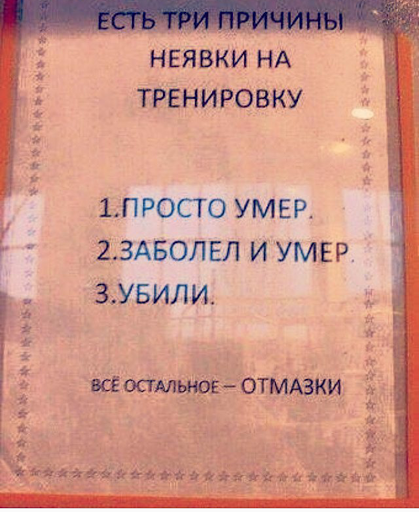 ЕСТЬ ТРИ ПРИЧИНЫ
НЕЯВКИ НА
ТРЕНИРОВКУ
1.ПРОСТО УМЕР.
2.ЗАБОЛЕЛ И УМЕР.
3.УБИЛИ.
ВСЁ ОСТАЛЬНОЕ – ОТМАЗКИ